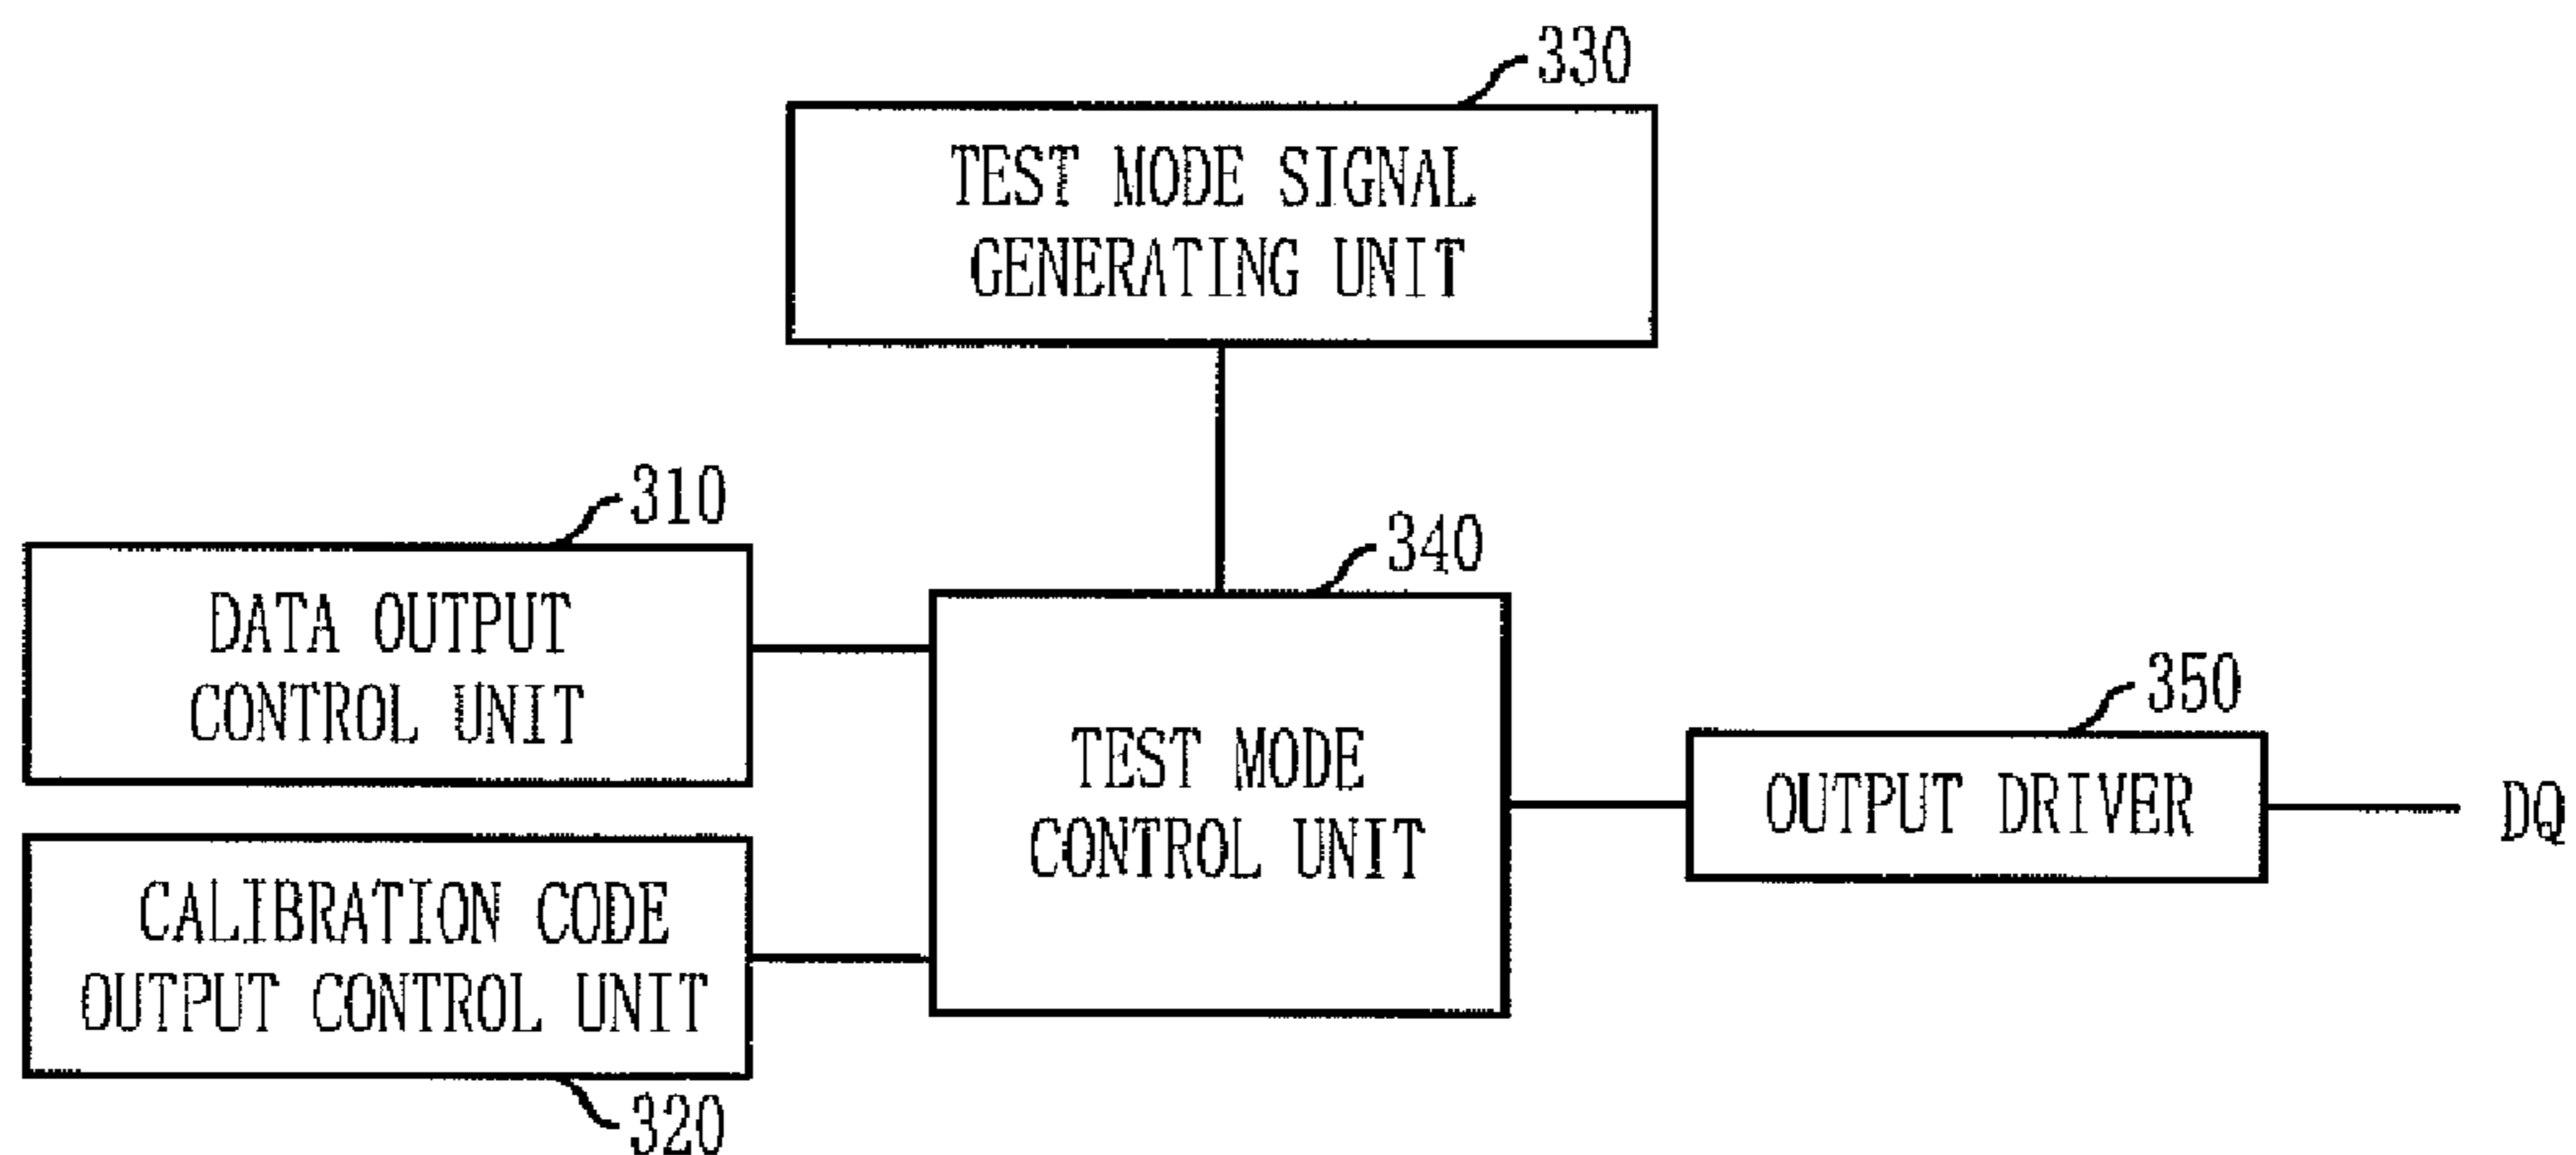 330
TEST MODE SIGNAL
GENERATING UNIT
310
DATA OUTPUT
CONTROL UNIT
340
TEST MODE
CONTROL UNIT
350
OUTPUT DRIVER
DQ
CALIBRATION CODE
OUTPUT CONTROL UNIT
320